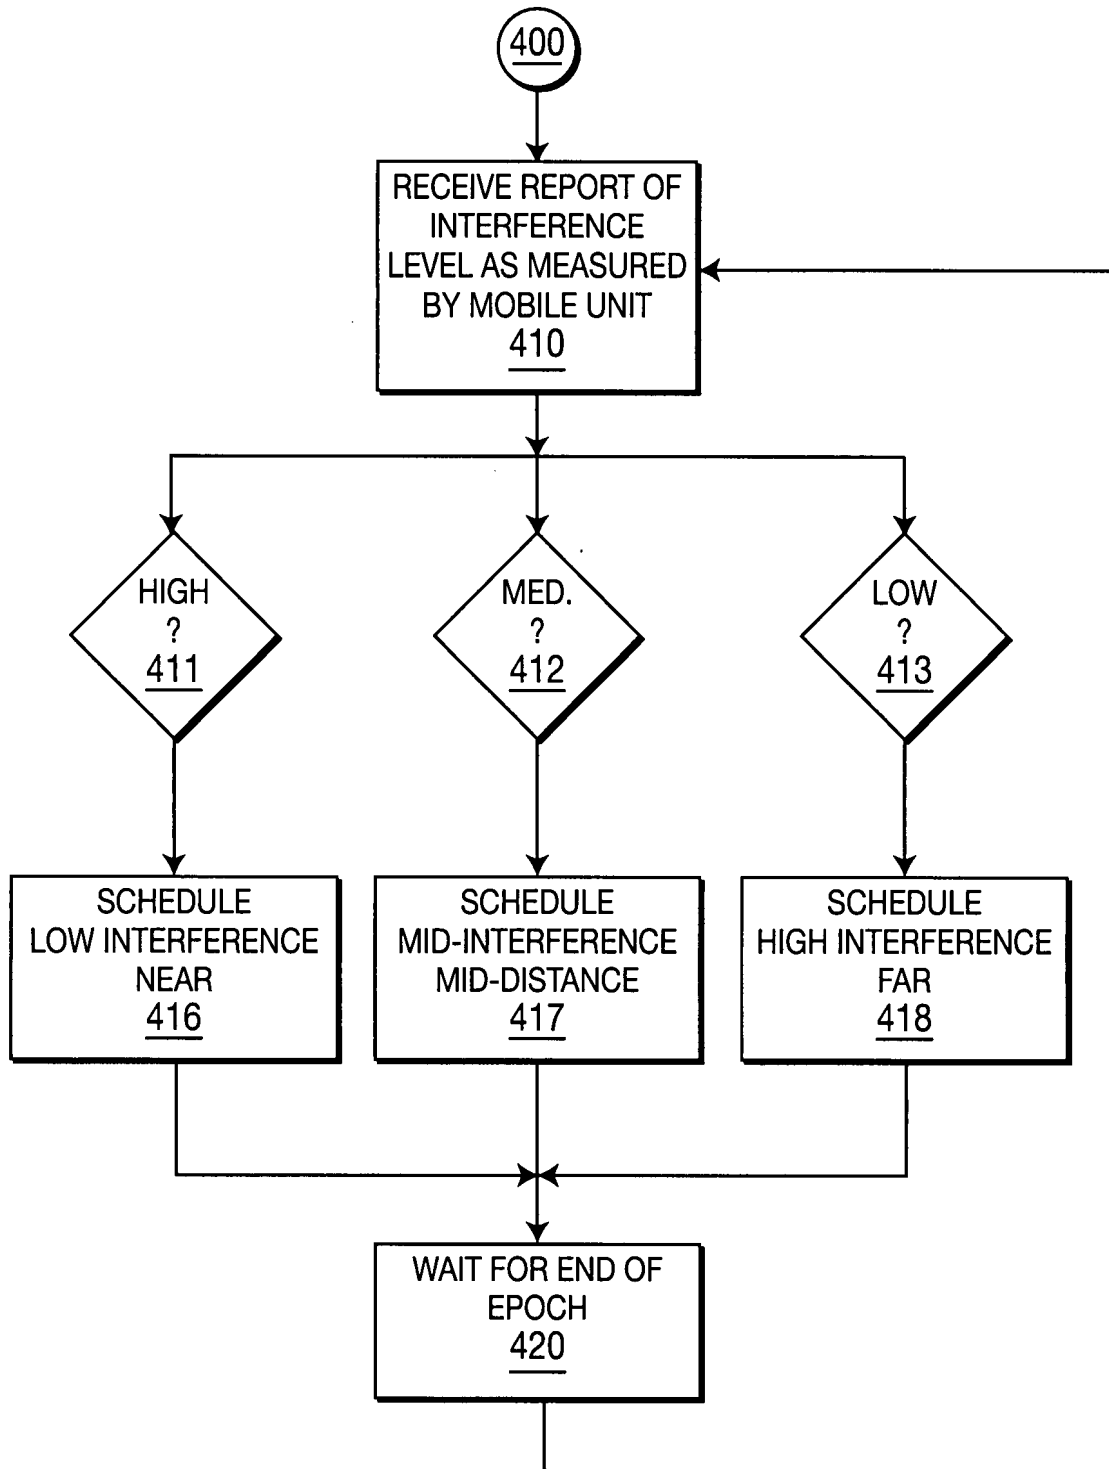 400
RECEIVE REPORT OF
INTERFERENCE
LEVEL AS MEASURED
BY MOBILE UNIT
410
HIGH
?
411
MED.
?
412
LOW
?
413
SCHEDULE
LOW INTERFERENCE
NEAR
416
SCHEDULE
MID-INTERFERENCE
MID-DISTANCE
417
SCHEDULE
HIGH INTERFERENCE
FAR
418
WAIT FOR END OF
EPOCH
420